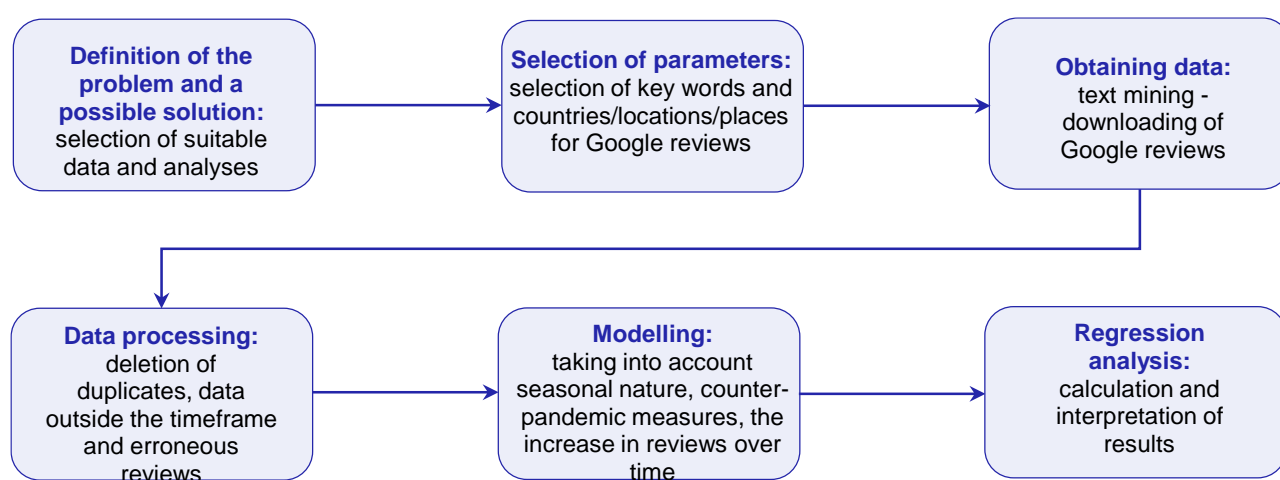 Definition of the
problem and a
possible solution:
selection of suitable
data and analyses
Selection of parameters:
selection of key words and
countries/locations/places
for Google reviews
Obtaining data:
text mining -
downloading of
Google reviews
Data processing:
deletion of
duplicates, data
outside the timeframe
and erroneous
reviews
Modelling:
taking into account
seasonal nature, counter-
pandemic measures, the
increase in reviews over
time
Regression
analysis:
calculation and
interpretation of
results